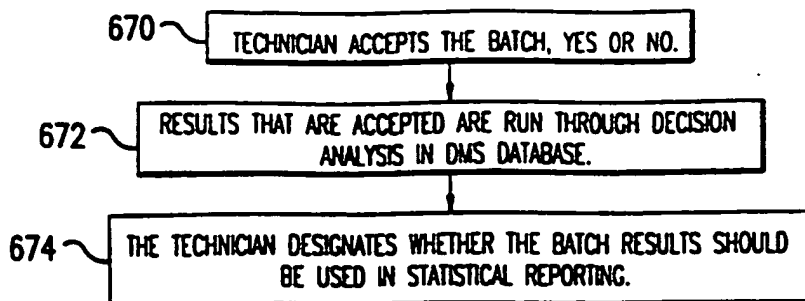 670
TECHNICIAN ACCEPTS THE BATCH, YES OR NO.
672
RESULTS THAT ARE ACCEPTED ARE RUN THROUGH DECISION
ANALYSIS IN DMS DATABASE.
674
THE TECHNICIAN DESIGNATES WHETHER THE BATCH RESULTS SHOULD
BE USED IN STATISTICAL REPORTING.